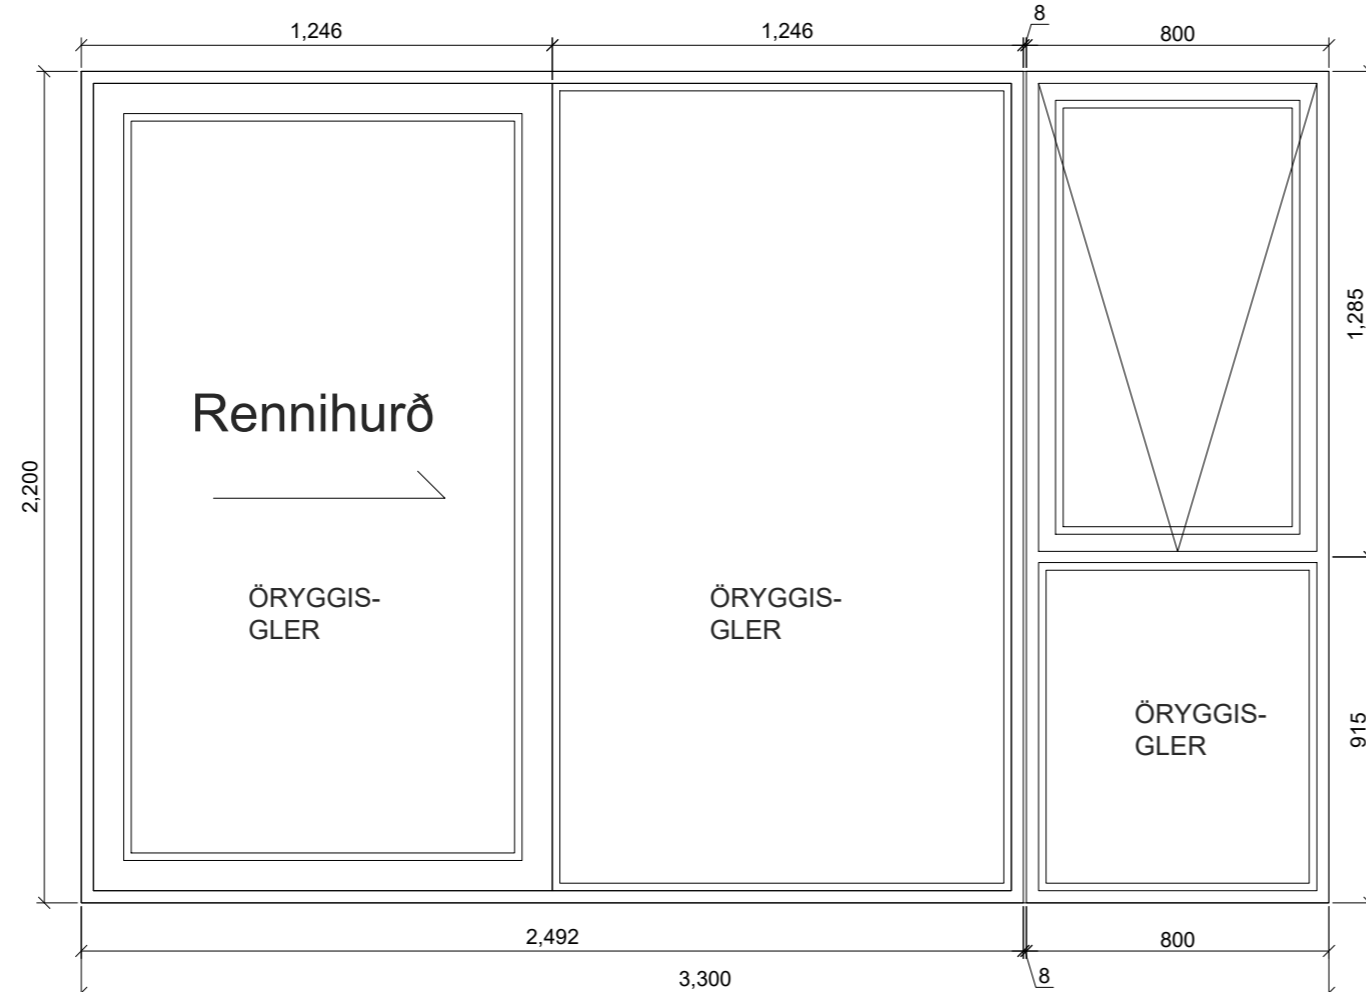 1,246
1,246
8
800
1,285
Rennihurð
2,200
ÖRYGGIS-
GLER
ÖRYGGIS-
GLER
ÖRYGGIS-
GLER
915
2,492
800
3,300
8